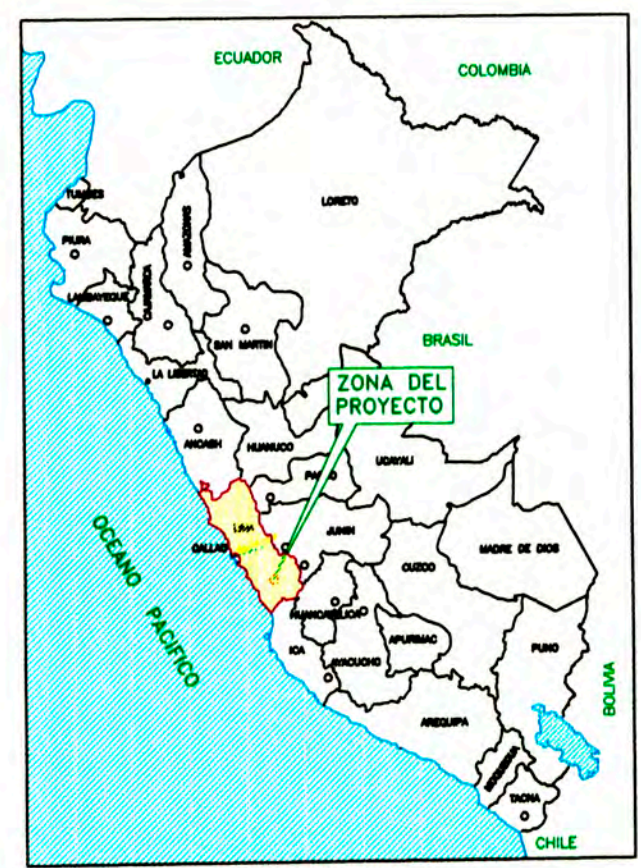 ECUADOR
COLOMBIA
TUMBES
PIURA
AMAZONAS
LORETO
LAMBAYEQUE
CAJAMARCA
SAN MARTIN
BRASIL
LA LIBERTAD
ZONA DEL
PROYECTO
ANCASH
HUANUCO
UCAYALI
PASCO
LIMA
CALLAO
JUNIN
MADRE DE DIOS
CUZCO
OCEANO PACIFICO
HUANCAVELICA
ICA
APURIMAC
AYACUCHO
PUNO
BOLIVIA
AREQUIPA
MOQUEGUA
TACNA
CHILE